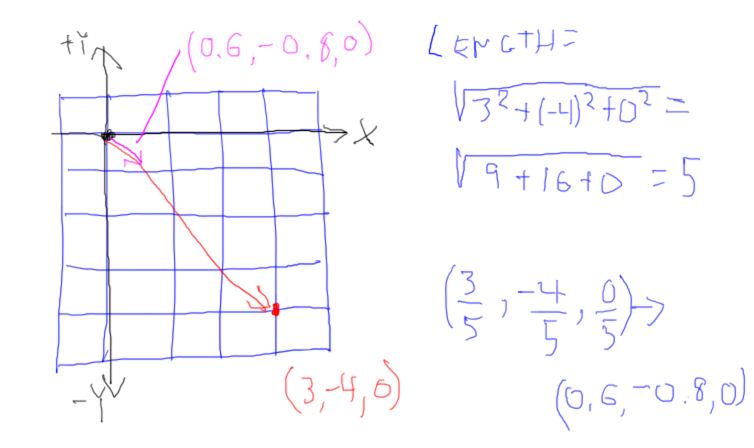 +Y
(0.6, -0.8, 0)
X
-Y
(3, -4, 0)
LENGTH =
√3² + (-4)² + 0² =
√9 + 16 + 0 = 5
(3/5, -4/5, 0/5) →
(0.6, -0.8, 0)